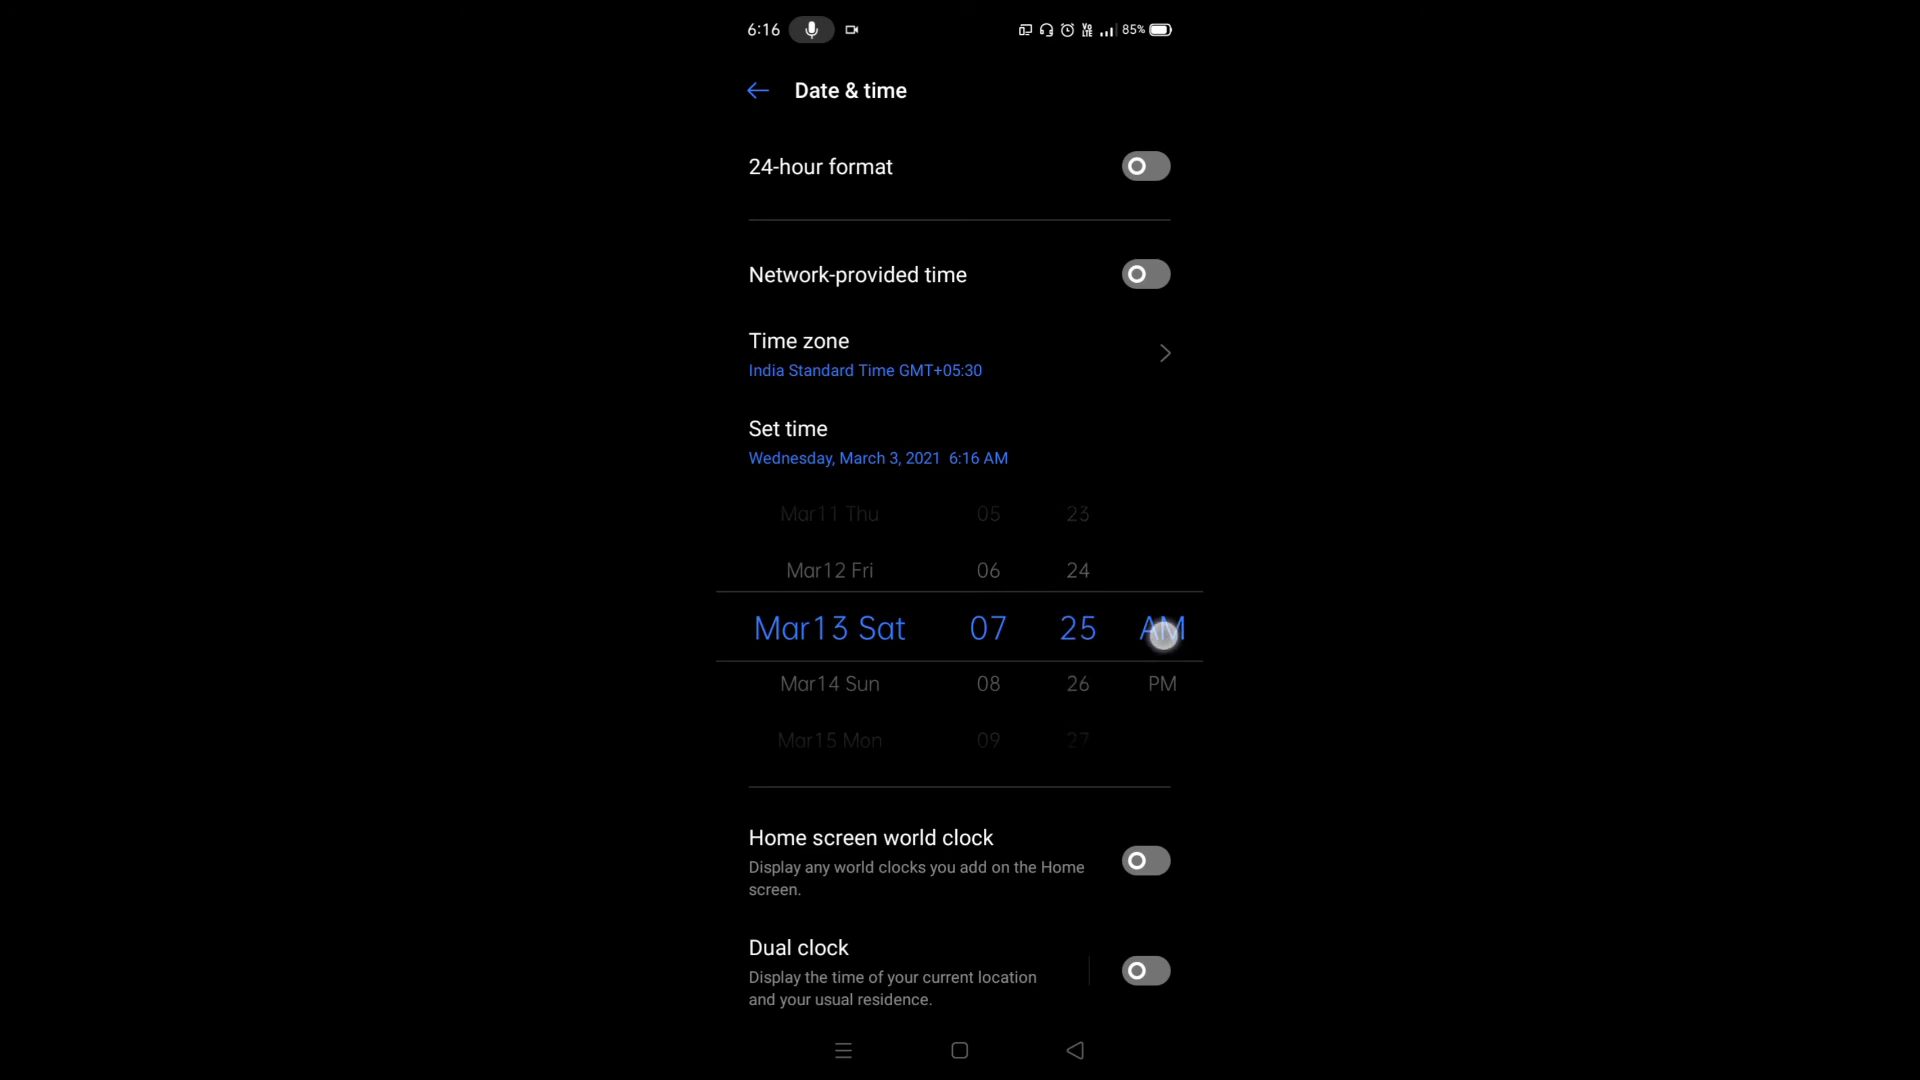 6:16 VO LTE 85%
Date & time
24-hour format
Network-provided time
Time zone
India Standard Time GMT+05:30
Set time
Wednesday, March 3, 2021 6:16 AM
Mar11 Thu 05 23
Mar12 Fri 06 24
Mar13 Sat 07 25 AM
Mar14 Sun 08 26 PM
Mar15 Mon 09 27
Home screen world clock
Display any world clocks you add on the Home
screen.
Dual clock
Display the time of your current location
and your usual residence.